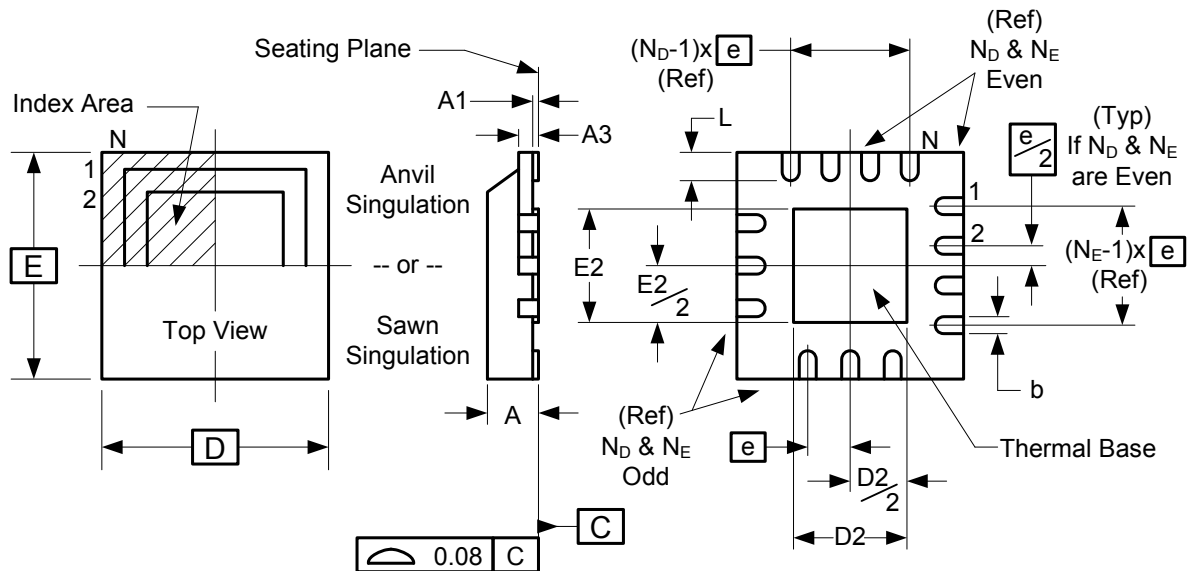 Seating Plane
Index Area
N
1
2
E
Top View
D
A1
A3
Anvil
Singulation
-- or --
Sawn
Singulation
A
0.08 C
C
(N_D-1)x e
(Ref)
L
E2
E2/2
(Ref)
N_D & N_E
Even
N
1
2
e/2
(Typ)
If N_D & N_E
are Even
(N_E-1)x e
(Ref)
b
Thermal Base
(Ref)
N_D & N_E
Odd
e
D2/2
D2